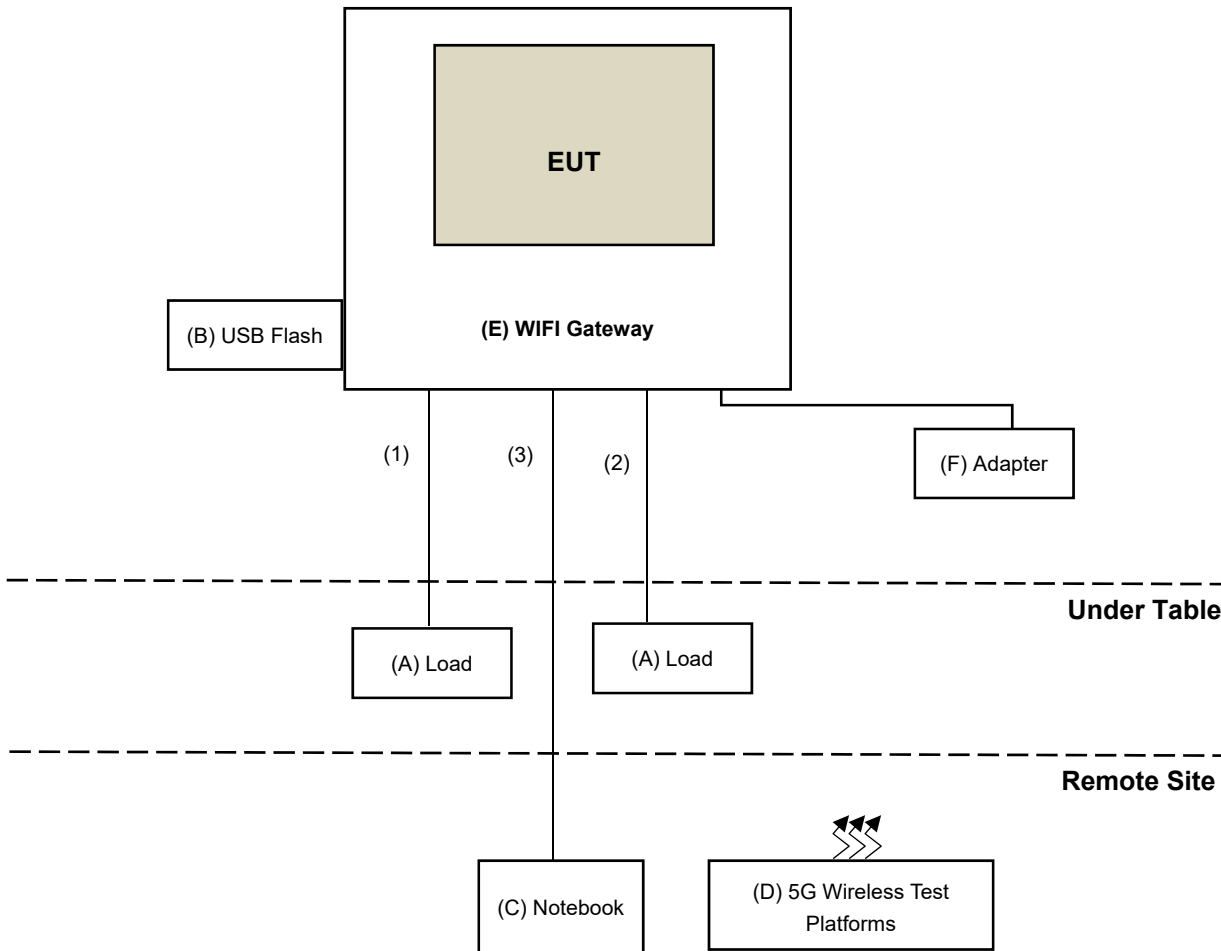 EUT
(E) WIFI Gateway
(B) USB Flash
(1)
(3)
(2)
(F) Adapter
Under Table
(A) Load
(A) Load
Remote Site
(C) Notebook
(D) 5G Wireless Test
Platforms